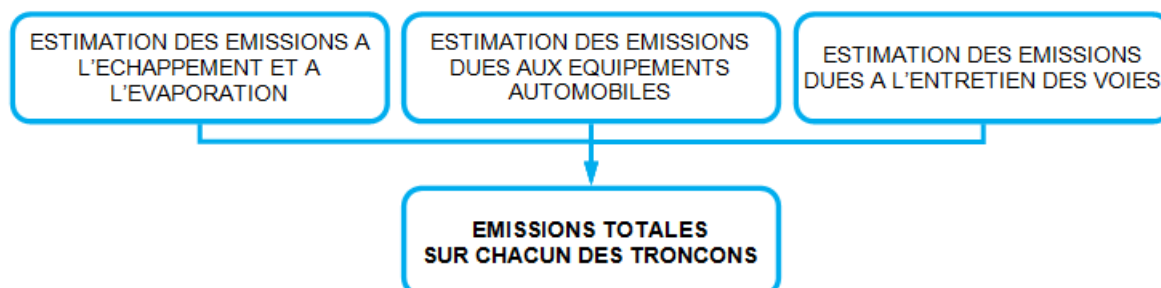 ESTIMATION DES EMISSIONS A
L'ECHAPPEMENT ET A
L'EVAPORATION
ESTIMATION DES EMISSIONS
DUES AUX EQUIPEMENTS
AUTOMOBILES
ESTIMATION DES EMISSIONS
DUES A L'ENTRETIEN DES VOIES
EMISSIONS TOTALES
SUR CHACUN DES TRONCONS